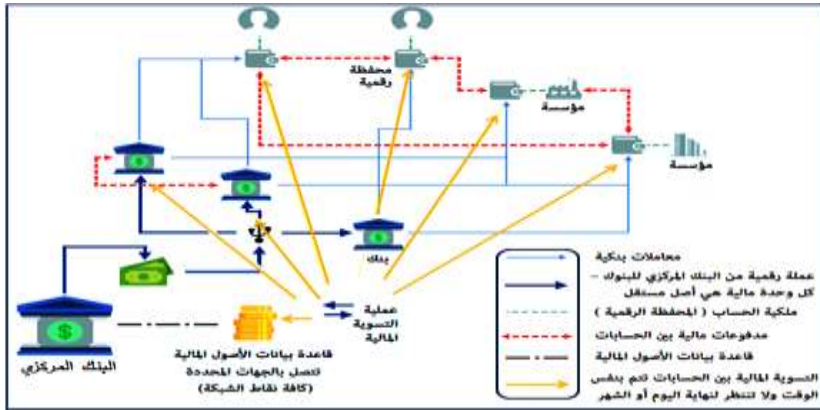 محفظة
رقمية
مؤسسة
مؤسسة
بنك
البنك المركزي
عملية
التسوية
المالية
قاعدة بيانات الأصول المالية
تتصل بالجهات المحددة
(كافة نقاط الشبكة)
معاملات بنكية
عملة رقمية من البنك المركزي للبنوك –
كل وحدة مالية هي أصل مستقل
ملكية الحساب ( المحفظة الرقمية )
مدفوعات مالية بين الحسابات
قاعدة بيانات الأصول المالية
التسوية المالية بين الحسابات تتم بنفس
الوقت ولا تنتظر لنهاية اليوم أو الشهر